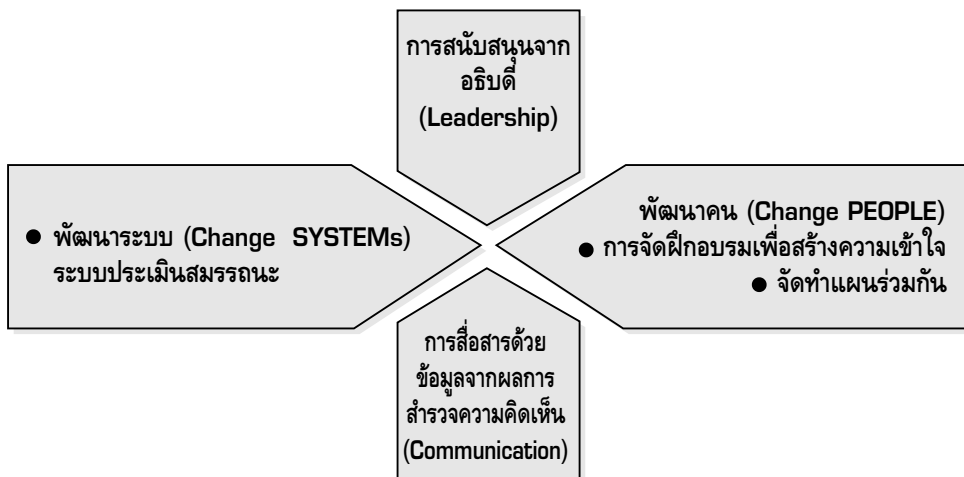 การสนับสนุนจาก
อธิบดี
(Leadership)
● พัฒนาระบบ (Change SYSTEMs)
ระบบประเมินสมรรถนะ
พัฒนาคน (Change PEOPLE)
● การจัดฝึกอบรมเพื่อสร้างความเข้าใจ
● จัดทำแผนร่วมกัน
การสื่อสารด้วย
ข้อมูลจากผลการ
สำรวจความคิดเห็น
(Communication)